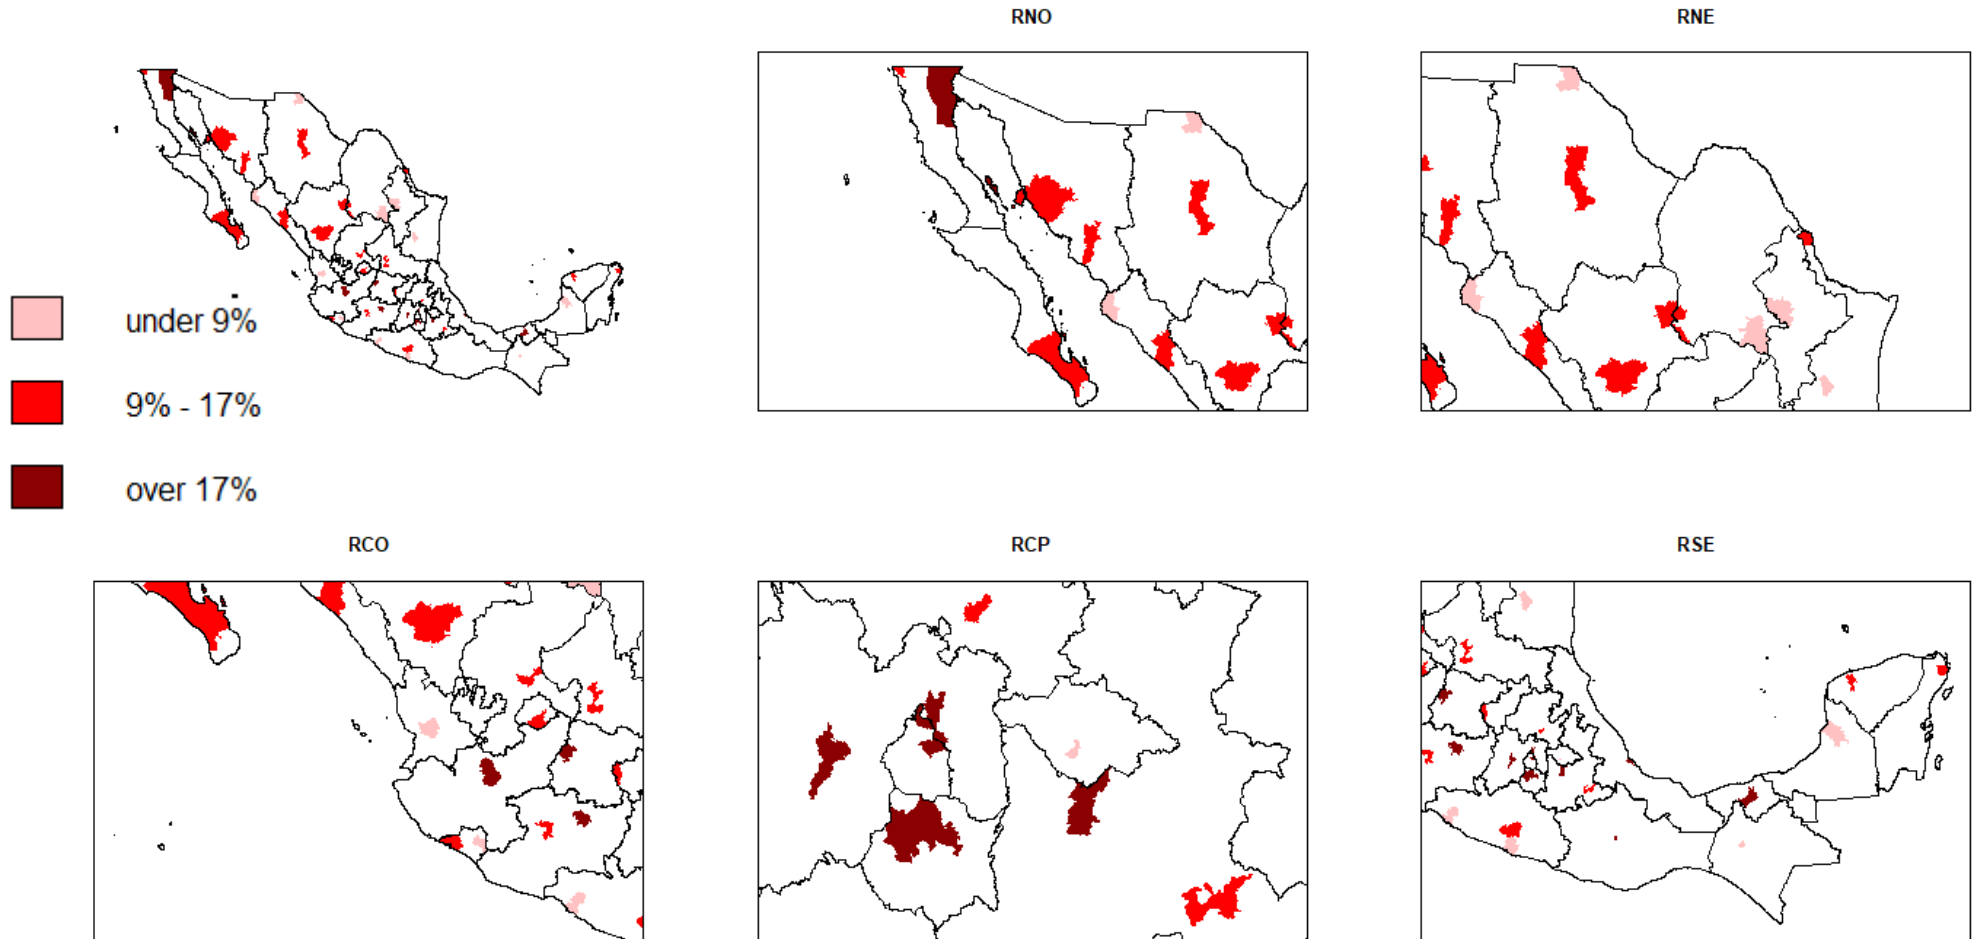 RNO
RNE
under 9%
9% - 17%
over 17%
RCO
RCP
RSE